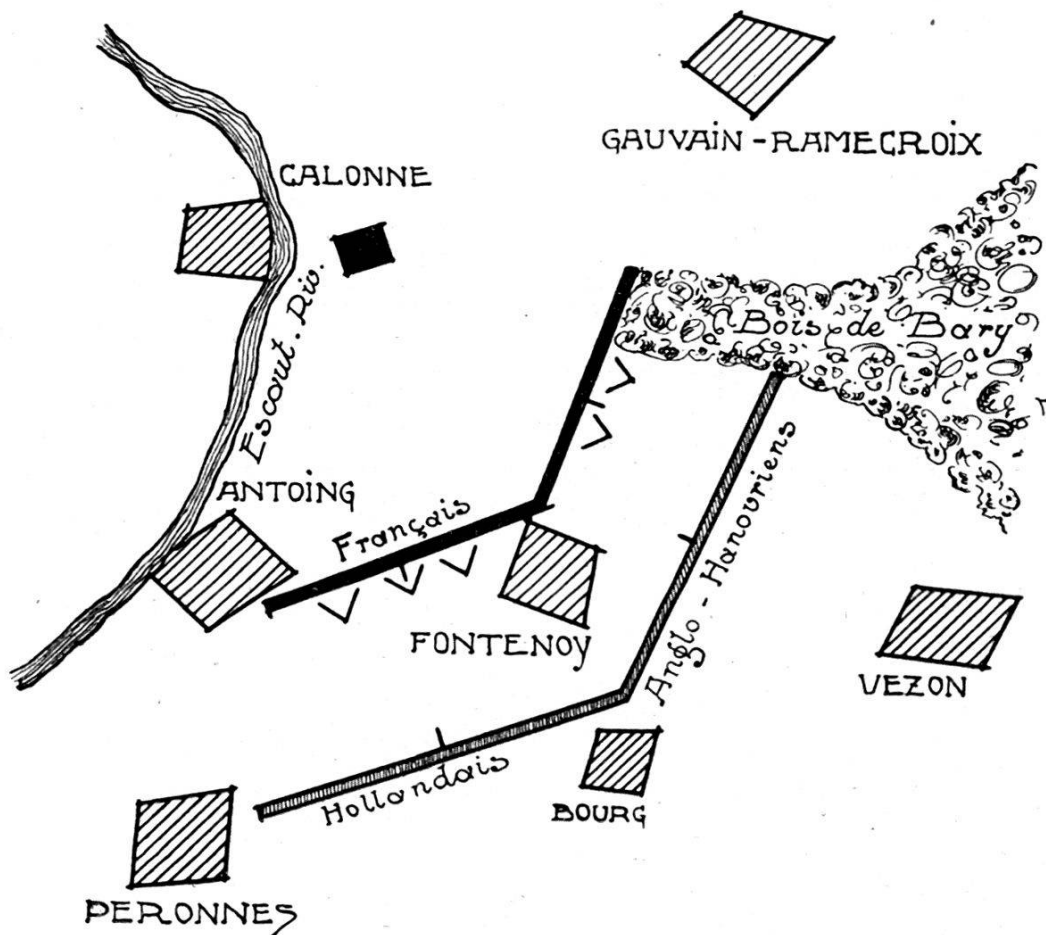 GAUVAIN-RAMECROIX
CALONNE
Escaut. Riv.
Bois de Bary
ANTOING
Français
Anglo-Hanovriens
FONTENOY
VEZON
Hollandais
BOURG
PERONNES